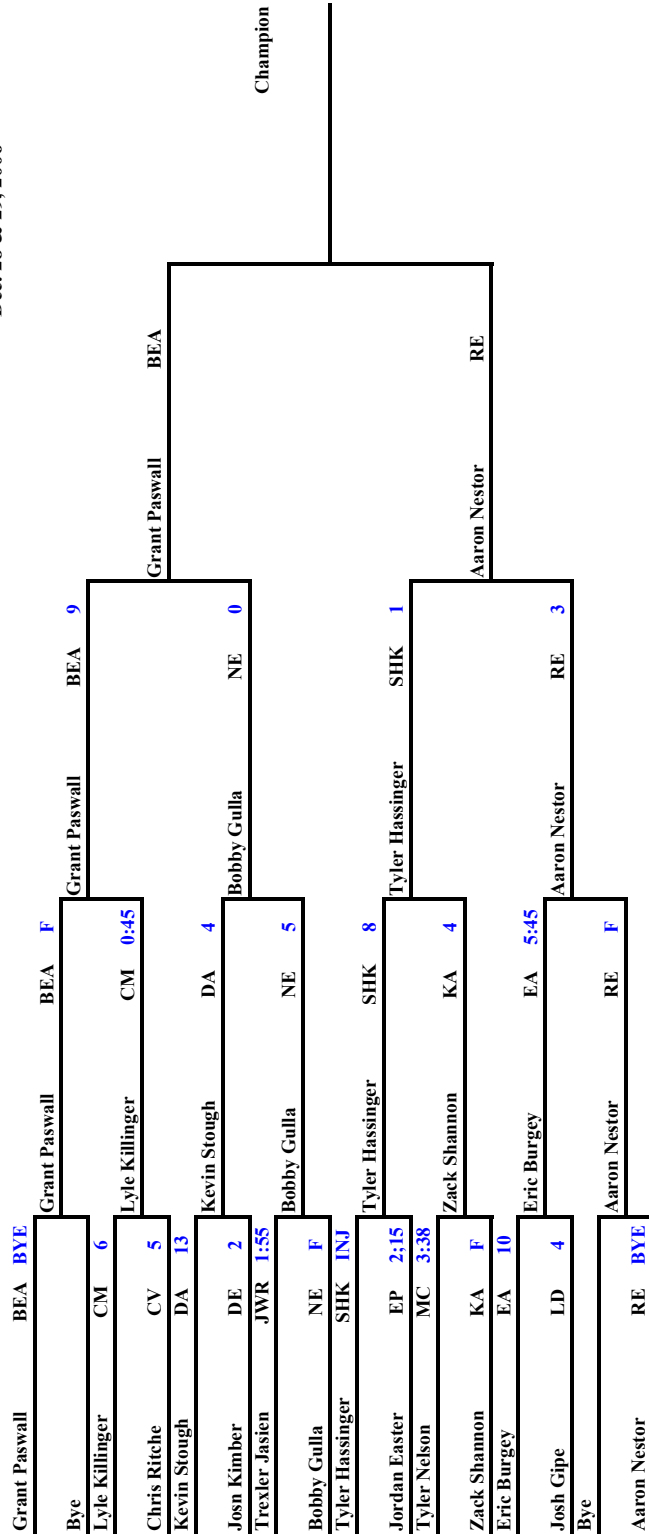 Grant Paswall BEA BYE
Bye
Lyle Killinger CM 6
Chris Ritche CV 5
Kevin Stough DA 13
Josn Kimber DE 2
Trexler Jasien JWR 1:55
Bobby Gulla NE F
Tyler Hassinger SHK INJ
Jordan Easter EP 2;15
Tyler Nelson MC 3:38
Zack Shannon KA F
Eric Burgey EA 10
Josh Gipe LD 4
Bye
Aaron Nestor RE BYE
Grant Paswall BEA F
Lyle Killinger CM 0:45
Kevin Stough DA 4
Bobby Gulla NE 5
Tyler Hassinger SHK 8
Zack Shannon KA 4
Eric Burgey EA 5:45
Aaron Nestor RE F
Grant Paswall BEA 9
Bobby Gulla NE 0
Tyler Hassinger SHK 1
Aaron Nestor RE 3
Grant Paswall BEA
Aaron Nestor RE
Champion